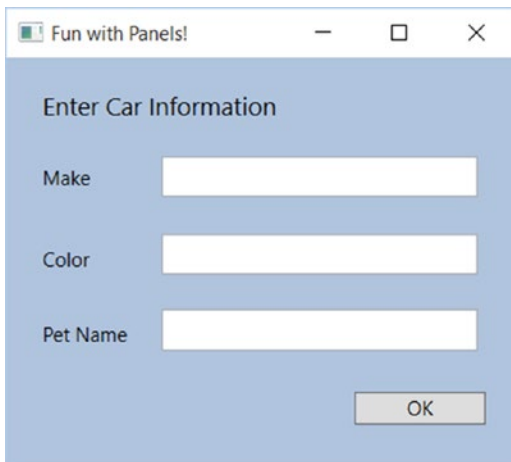 Fun with Panels!
Enter Car Information
Make
Color
Pet Name
OK